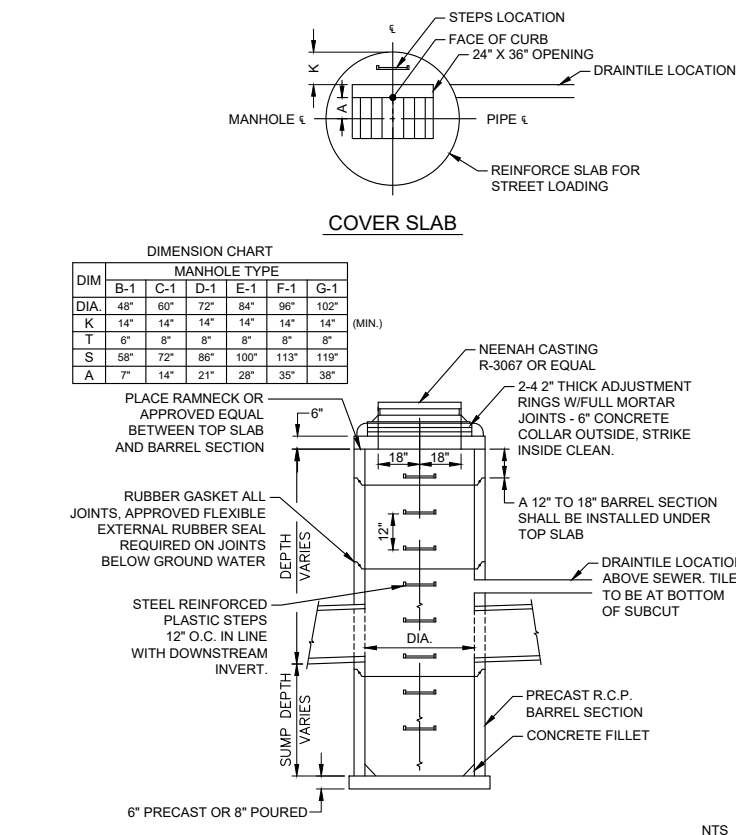 ℄
STEPS LOCATION
FACE OF CURB
24" X 36" OPENING
DRAINTILE LOCATION
K
A
MANHOLE ℄
PIPE ℄
REINFORCE SLAB FOR
STREET LOADING
COVER SLAB
DIMENSION CHART
DIM MANHOLE TYPE
B-1 C-1 D-1 E-1 F-1 G-1
DIA. 48" 60" 72" 84" 96" 102"
K 14" 14" 14" 14" 14" 14" (MIN.)
T 6" 8" 8" 8" 8" 8"
S 58" 72" 86" 100" 113" 119"
A 7" 14" 21" 28" 35" 38"
NEENAH CASTING
R-3067 OR EQUAL
2-4 2" THICK ADJUSTMENT
RINGS W/FULL MORTAR
JOINTS - 6" CONCRETE
COLLAR OUTSIDE, STRIKE
INSIDE CLEAN.
PLACE RAMNECK OR
APPROVED EQUAL
BETWEEN TOP SLAB
AND BARREL SECTION
6"
18" 18"
A 12" TO 18" BARREL SECTION
SHALL BE INSTALLED UNDER
TOP SLAB
RUBBER GASKET ALL
JOINTS, APPROVED FLEXIBLE
EXTERNAL RUBBER SEAL
REQUIRED ON JOINTS
BELOW GROUND WATER
12"
DEPTH
VARIES
DRAINTILE LOCATION
ABOVE SEWER. TILE
TO BE AT BOTTOM
OF SUBCUT
STEEL REINFORCED
PLASTIC STEPS
12" O.C. IN LINE
WITH DOWNSTREAM
INVERT.
DIA.
SUMP DEPTH
VARIES
PRECAST R.C.P.
BARREL SECTION
CONCRETE FILLET
6" PRECAST OR 8" POURED
NTS